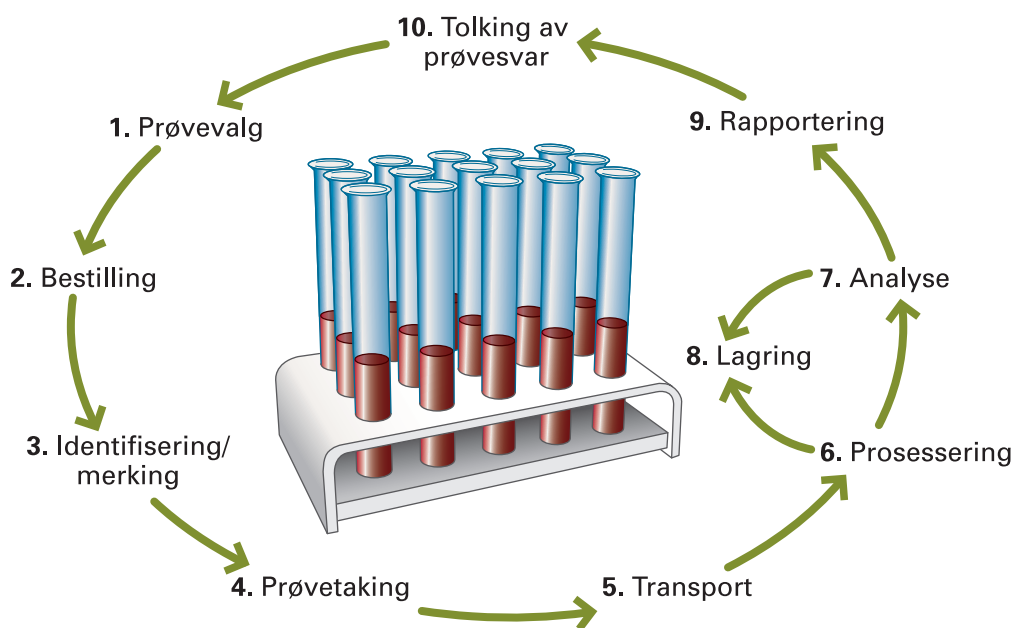 10. Tolking av
prøvesvar
1. Prøvevalg
9. Rapportering
2. Bestilling
7. Analyse
8. Lagring
3. Identifisering/
merking
6. Prosessering
4. Prøvetaking
5. Transport